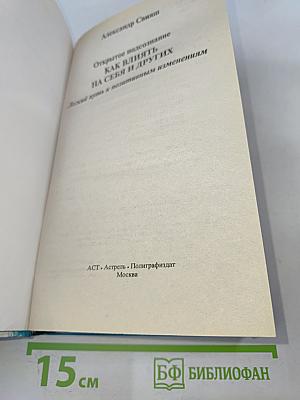 Александр Свияш
Открытое подсознание
КАК ВЛИЯТЬ
НА СЕБЯ И ДРУГИХ
Легкий путь к позитивным изменениям
АСТ • Астрель • Полиграфиздат
Москва
15 см
БФ БИБЛИОФАН